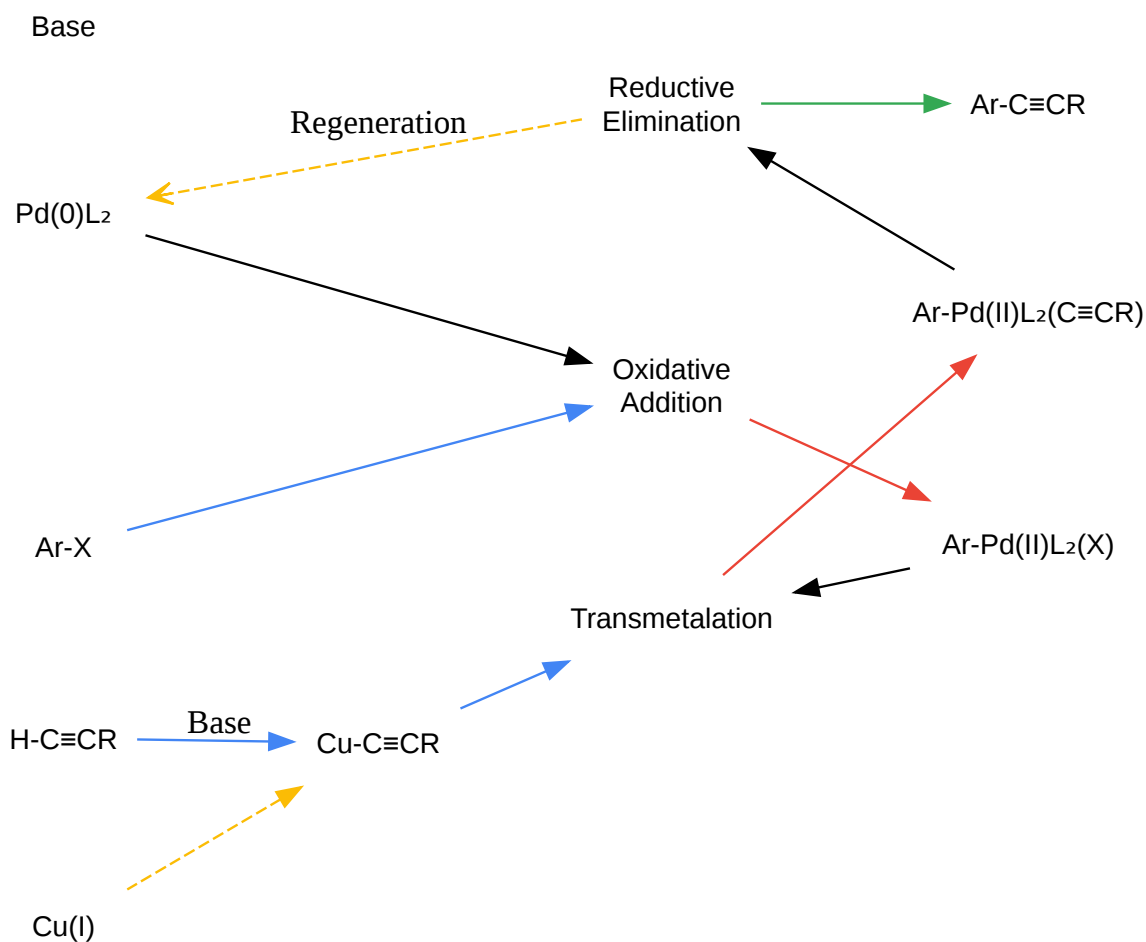 Base
Reductive
Elimination
Ar-C≡CR
Regeneration
Pd(0)L₂
Ar-Pd(II)L₂(C≡CR)
Oxidative
Addition
Ar-X
Ar-Pd(II)L₂(X)
Transmetalation
H-C≡CR
Base
Cu-C≡CR
Cu(I)